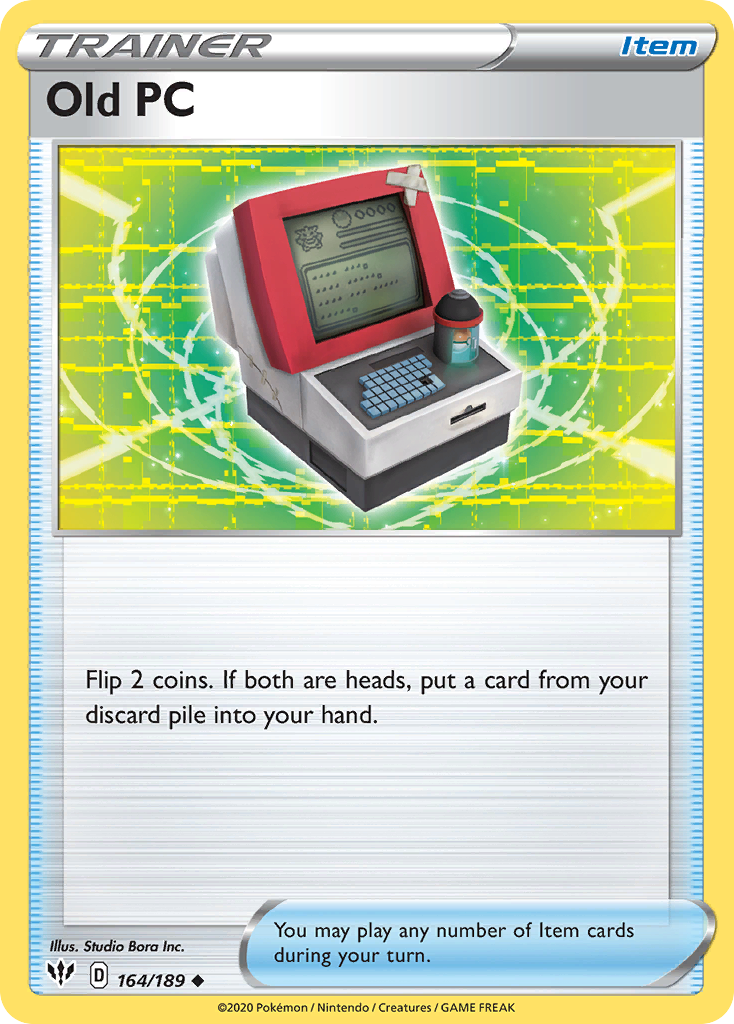 TRAINER
Item
Old PC
Flip 2 coins. If both are heads, put a card from your
discard pile into your hand.
You may play any number of Item cards
during your turn.
Illus. Studio Bora Inc.
D 164/189
©2020 Pokémon / Nintendo / Creatures / GAME FREAK